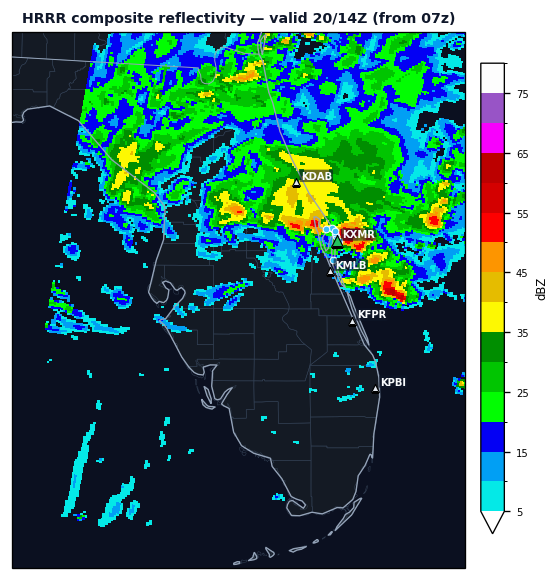 HRRR composite reflectivity — valid 20/14Z (from 07z)
KDAB
KXMR
KMLB
KFPR
KPBI
75
65
55
45
35
25
15
5
dBZ